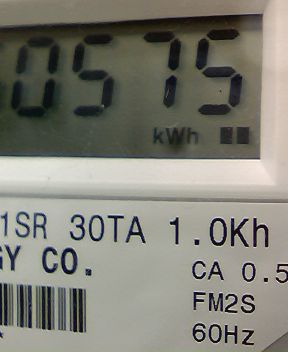 0575
kWh
1SR 30TA 1.0Kh
GY CO.
CA 0.5
FM2S
60Hz